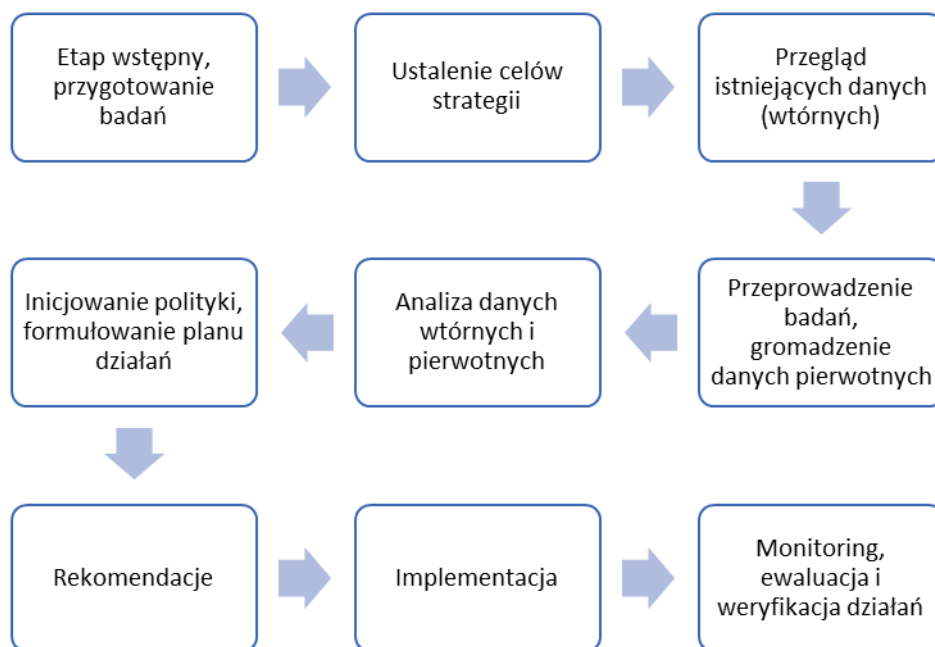 Etap wstępny,
przygotowanie
badań
Ustalenie celów
strategii
Przegląd
istniejących danych
(wtórnych)
Przeprowadzenie
badań,
gromadzenie
danych pierwotnych
Analiza danych
wtórnych i
pierwotnych
Inicjowanie polityki,
formułowanie planu
działań
Rekomendacje
Implementacja
Monitoring,
ewaluacja i
weryfikacja działań